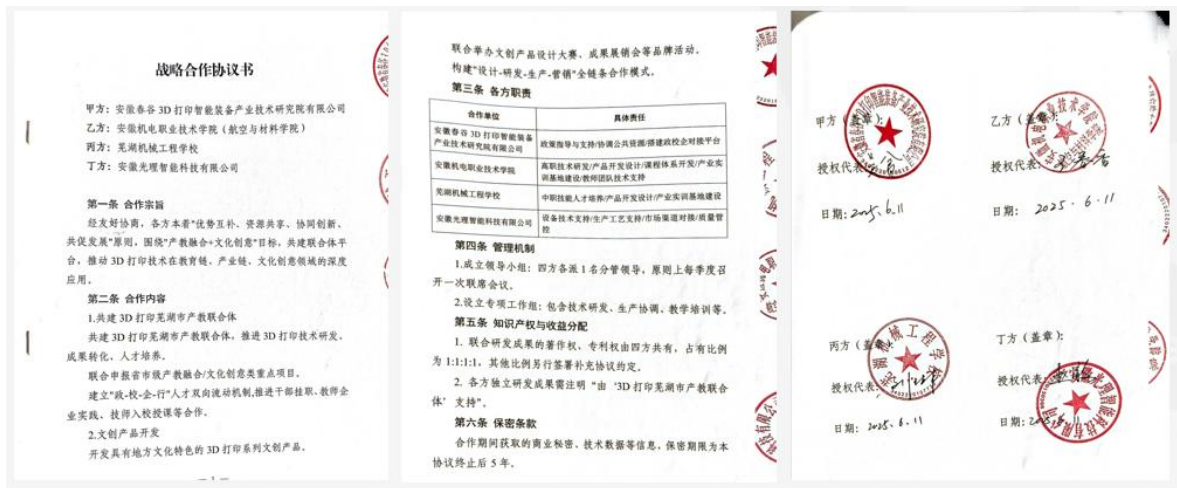 战略合作协议书
甲方：安徽春谷 3D 打印智能装备产业技术研究院有限公司
乙方：安徽机电职业技术学院（航空与材料学院）
丙方：芜湖机械工程学校
丁方：安徽光理智能科技有限公司
第一条 合作宗旨
经友好协商，各方本着"优势互补、资源共享、协同创新、
共促发展"原则，围绕"产教融合+文化创意"目标，共建联合体平
台，推动 3D 打印技术在教育链、产业链、文化创意领域的深度
应用。
第二条 合作内容
1.共建 3D 打印芜湖市产教联合体
共建 3D 打印芜湖市产教联合体，推进 3D 打印技术研发、
成果转化、人才培养。
联合申报省市级产教融合/文化创意类重点项目。
建立"政-校-企-行"人才双向流动机制,推进干部挂职、教师企
业实践、技师入校授课等合作。
2.文创产品开发
开发具有地方文化特色的 3D 打印系列文创产品。
— 1 —
联合举办文创产品设计大赛、成果展销会等品牌活动。
构建"设计-研发-生产-营销"全链条合作模式。
第三条 各方职责
合作单位 具体责任
安徽春谷 3D 打印智能装备
产业技术研究院有限公司 政策指导与支持/协调公共资源/搭建政校企对接平台
安徽机电职业技术学院 高职技术研发/产品开发设计/课程体系开发/产业实
训基地建设/教师团队技术支持
芜湖机械工程学校 中职技能人才培养/产品开发设计/产业实训基地建设
安徽光理智能科技有限公司 设备技术支持/生产工艺支持/市场渠道对接/质量管
控
第四条 管理机制
1.成立领导小组：四方各派 1 名分管领导，原则上每季度召
开一次联席会议。
2.设立专项工作组：包含技术研发、生产协调、教学培训等。
第五条 知识产权与收益分配
1. 联合研发成果的著作权、专利权由四方共有，占有比例
为 1:1:1:1，其他比例另行签署补充协议约定。
2. 各方独立研发成果需注明"由 '3D 打印芜湖市产教联合
体' 支持"。
第六条 保密条款
合作期间获取的商业秘密、技术数据等信息，保密期限为本
协议终止后 5 年。
甲方（盖章）：
授权代表：
日期：2025.6.11
乙方（盖章）：
授权代表：
日期： 2025.6.11
丙方（盖章）：
芜湖机械工程学校
授权代表：
日期：2025.6.11
丁方（盖章）：
授权代表：
日期：2025.6.11